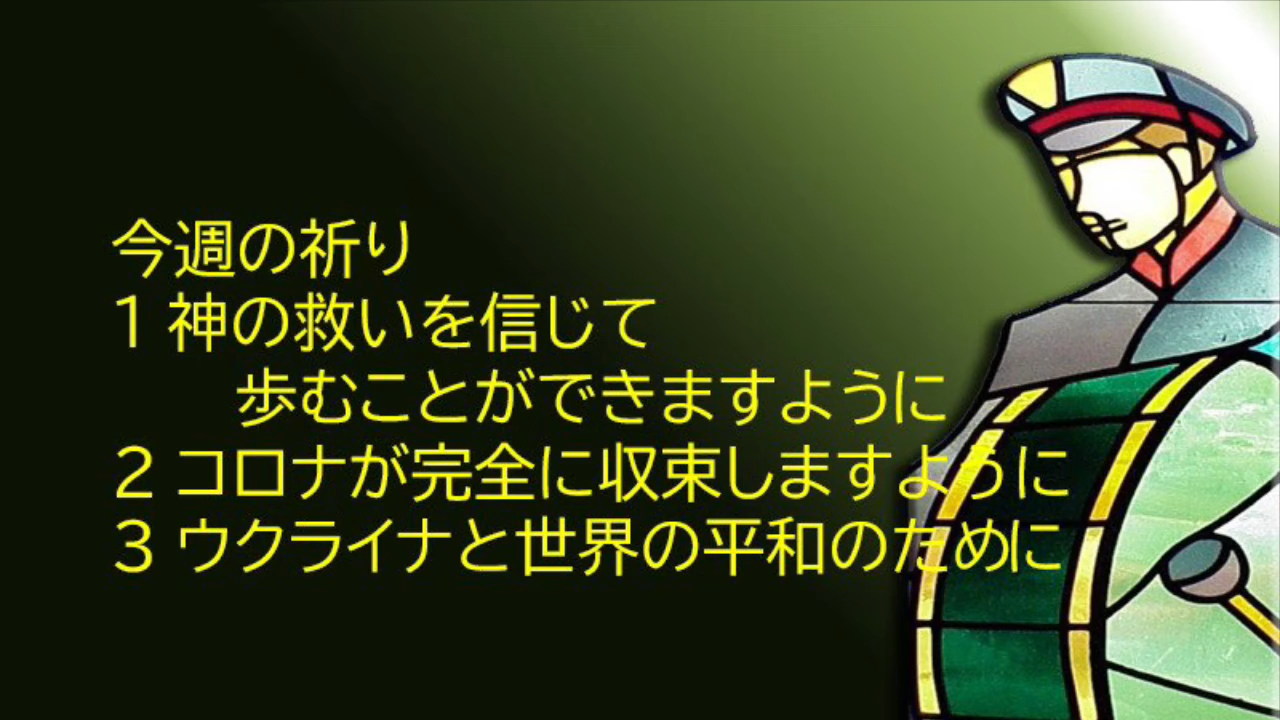 今週の祈り
1 神の救いを信じて
歩むことができますように
2 コロナが完全に収束しますように
3 ウクライナと世界の平和のために